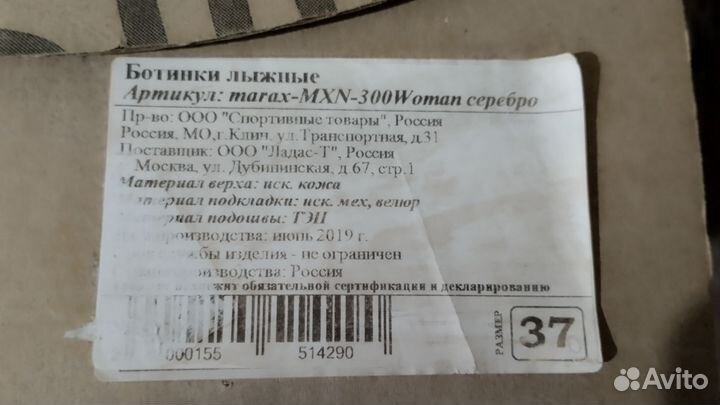 Ботинки лыжные
Артикул: marax-MXN-300Woman серебро
Пр-во: ООО "Спортивные товары", Россия
Россия, МО,г.Клин, ул.Транспортная, д.31
Поставщик: ООО "Ладас-Т", Россия
Москва, ул. Дубининская, д 67, стр.1
Материал верха: иск. кожа
Материал подкладки: иск. мех, велюр
Материал подошвы: ТЭП
производства: июнь 2019 г.
изделия - не ограничен
Россия
обязательной сертификации и декларированию
000155 514290
РАЗМЕР
37
Avito